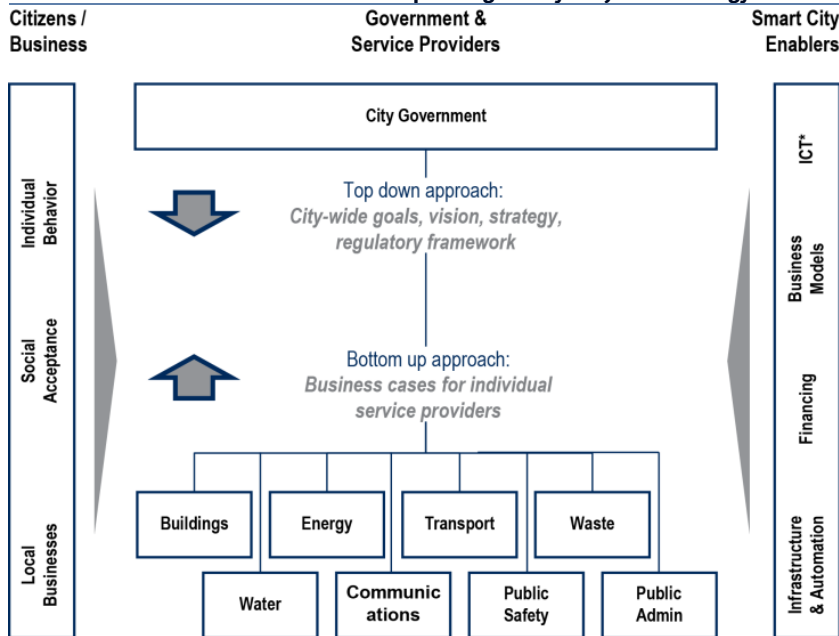 Citizens /
Business
Government &
Service Providers
Smart City
Enablers
City Government
Individual
Behavior
Social
Acceptance
Local
Businesses
Top down approach:
City-wide goals, vision, strategy,
regulatory framework
Bottom up approach:
Business cases for individual
service providers
Buildings
Energy
Transport
Waste
Water
Communic
ations
Public
Safety
Public
Admin
ICT*
Business
Models
Financing
Infrastructure
& Automation